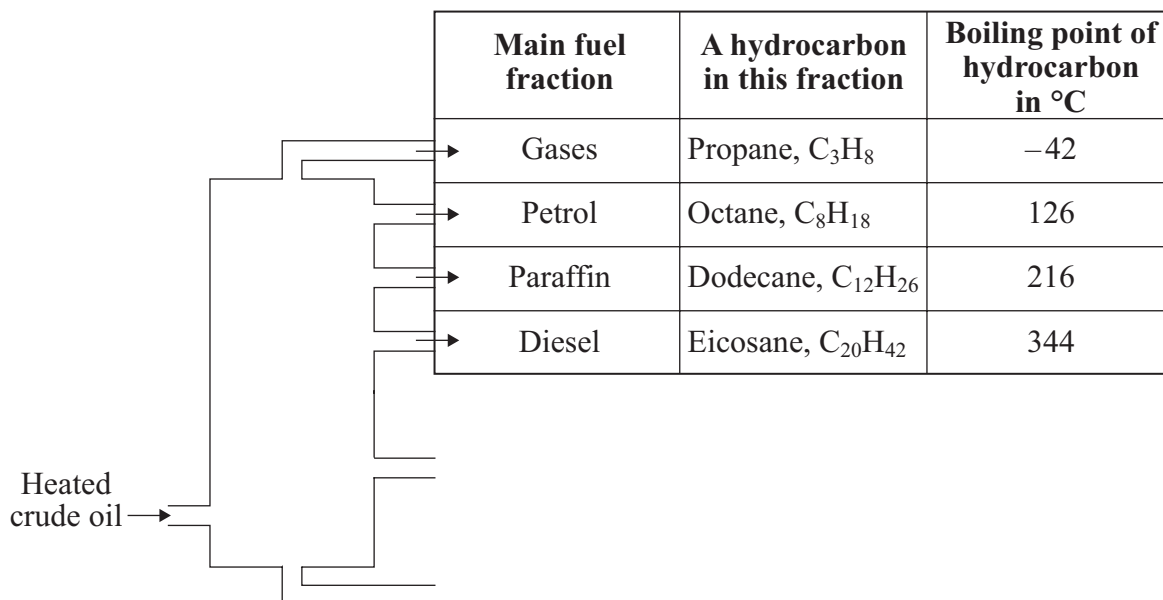 Main fuel fraction A hydrocarbon in this fraction Boiling point of hydrocarbon in °C
Gases Propane, C₃H₈ –42
Petrol Octane, C₈H₁₈ 126
Paraffin Dodecane, C₁₂H₂₆ 216
Diesel Eicosane, C₂₀H₄₂ 344
Heated
crude oil